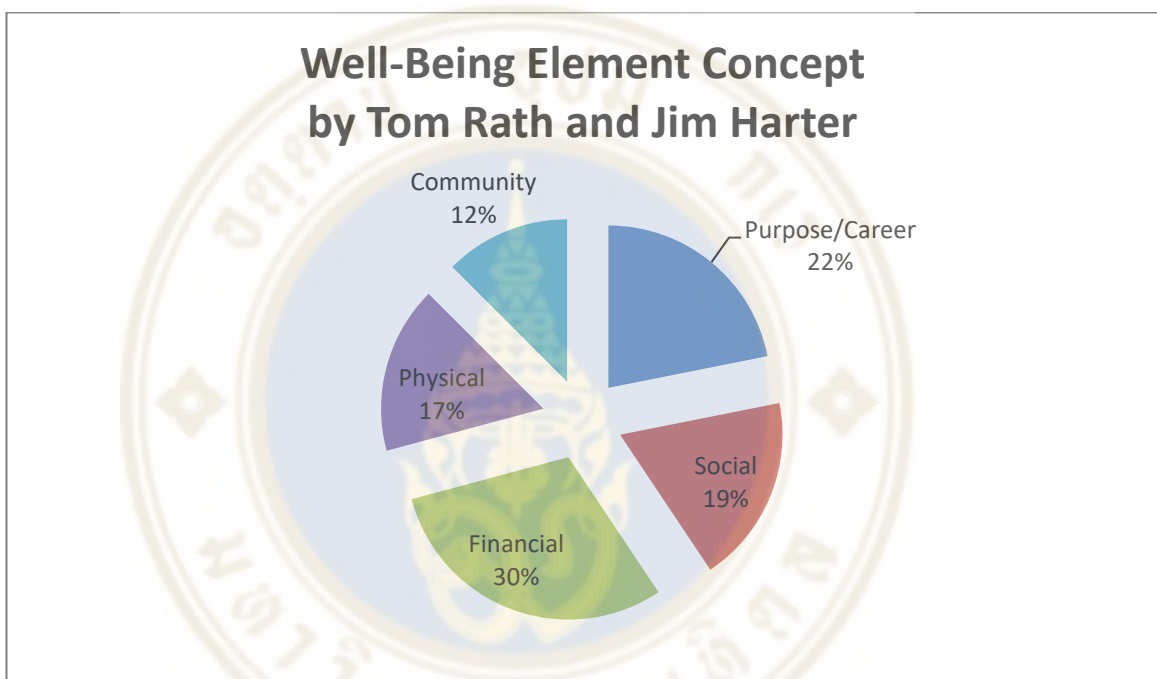 Well-Being Element Concept
by Tom Rath and Jim Harter
Community
12%
Purpose/Career
22%
Physical
17%
Social
19%
Financial
30%